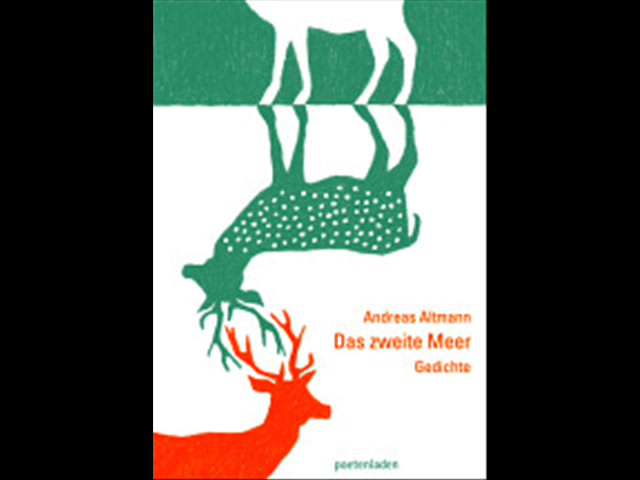 Andreas Altmann
Das zweite Meer
Gedichte
poetenladen